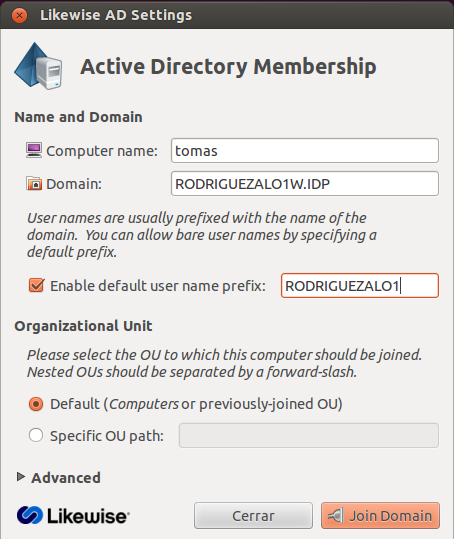 Likewise AD Settings
Active Directory Membership
Name and Domain
Computer name: tomas
Domain: RODRIGUEZALO1W.IDP
User names are usually prefixed with the name of the
domain. You can allow bare user names by specifying a
default prefix.
Enable default user name prefix: RODRIGUEZALO1
Organizational Unit
Please select the OU to which this computer should be joined.
Nested OUs should be separated by a forward-slash.
Default (Computers or previously-joined OU)
Specific OU path:
Advanced
Likewise® Cerrar Join Domain